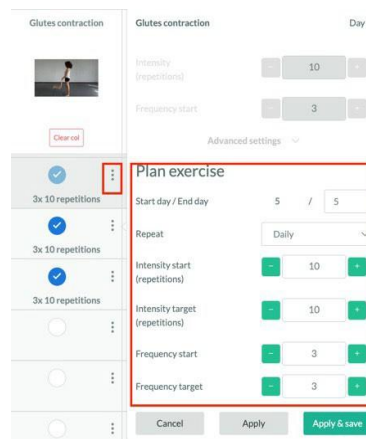 Glutes contraction
Clear col
3x 10 repetitions
3x 10 repetitions
3x 10 repetitions
Glutes contraction Day
Intensity
(repetitions)
- 10
Frequency start
- 3
Advanced settings
Plan exercise
Start day / End day 5 / 5
Repeat Daily
Intensity start
(repetitions)
- 10 +
Intensity target
(repetitions)
- 10 +
Frequency start - 3 +
Frequency target - 3 +
Cancel Apply Apply & save